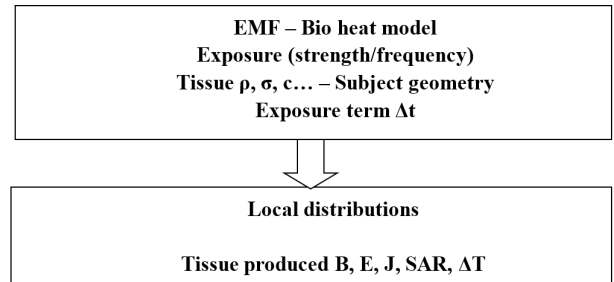 EMF – Bio heat model
Exposure (strength/frequency)
Tissue ρ, σ, c… – Subject geometry
Exposure term Δt
Local distributions
Tissue produced B, E, J, SAR, ΔT